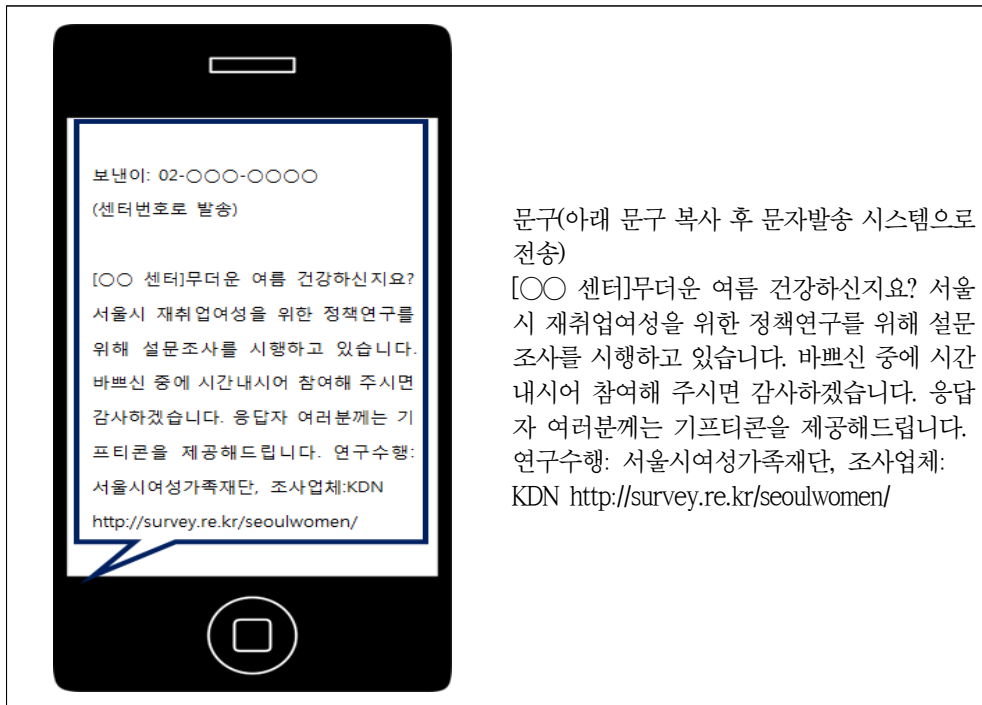 보낸이: 02-○○○-○○○○
(센터번호로 발송)
[○○ 센터]무더운 여름 건강하신지요?
서울시 재취업여성을 위한 정책연구를
위해 설문조사를 시행하고 있습니다.
바쁘신 중에 시간내시어 참여해 주시면
감사하겠습니다. 응답자 여러분께는 기
프티콘을 제공해드립니다. 연구수행:
서울시여성가족재단, 조사업체:KDN
http://survey.re.kr/seoulwomen/
문구(아래 문구 복사 후 문자발송 시스템으로
전송)
[○○ 센터]무더운 여름 건강하신지요? 서울
시 재취업여성을 위한 정책연구를 위해 설문
조사를 시행하고 있습니다. 바쁘신 중에 시간
내시어 참여해 주시면 감사하겠습니다. 응답
자 여러분께는 기프티콘을 제공해드립니다.
연구수행: 서울시여성가족재단, 조사업체:
KDN http://survey.re.kr/seoulwomen/